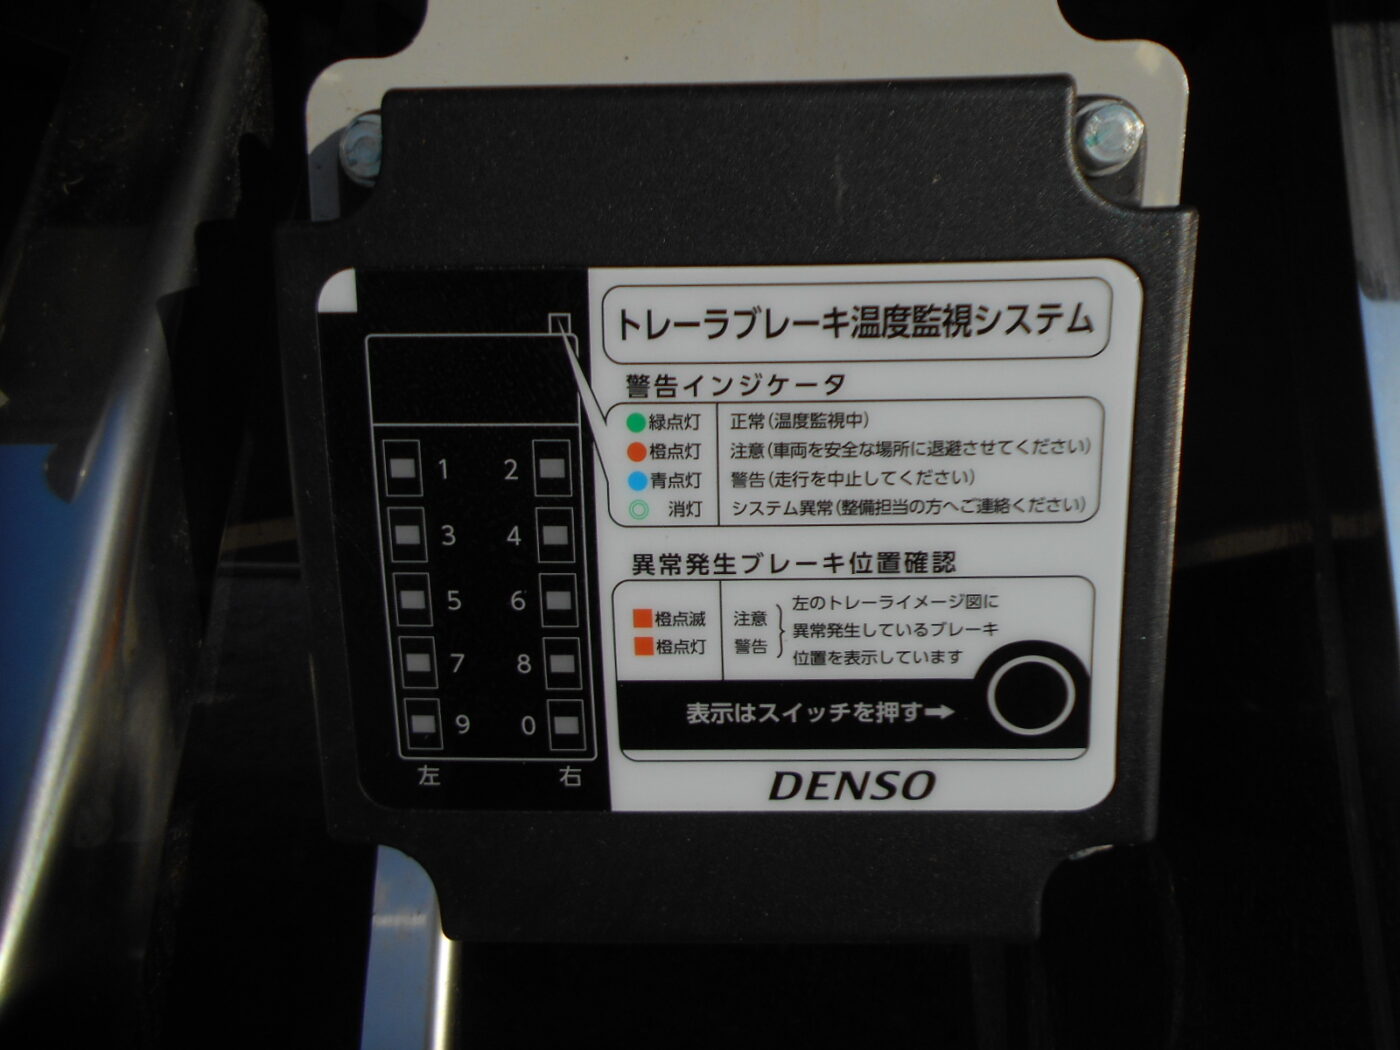 トレーラブレーキ温度監視システム
警告インジケータ
緑点灯 正常(温度監視中)
橙点灯 注意(車両を安全な場所に退避させてください)
青点灯 警告(走行を中止してください)
消灯 システム異常(整備担当の方へご連絡ください)
異常発生ブレーキ位置確認
橙点滅 注意
橙点灯 警告
左のトレーライメージ図に
異常発生しているブレーキ
位置を表示しています
表示はスイッチを押す→
DENSO
1 2
3 4
5 6
7 8
9 0
左 右